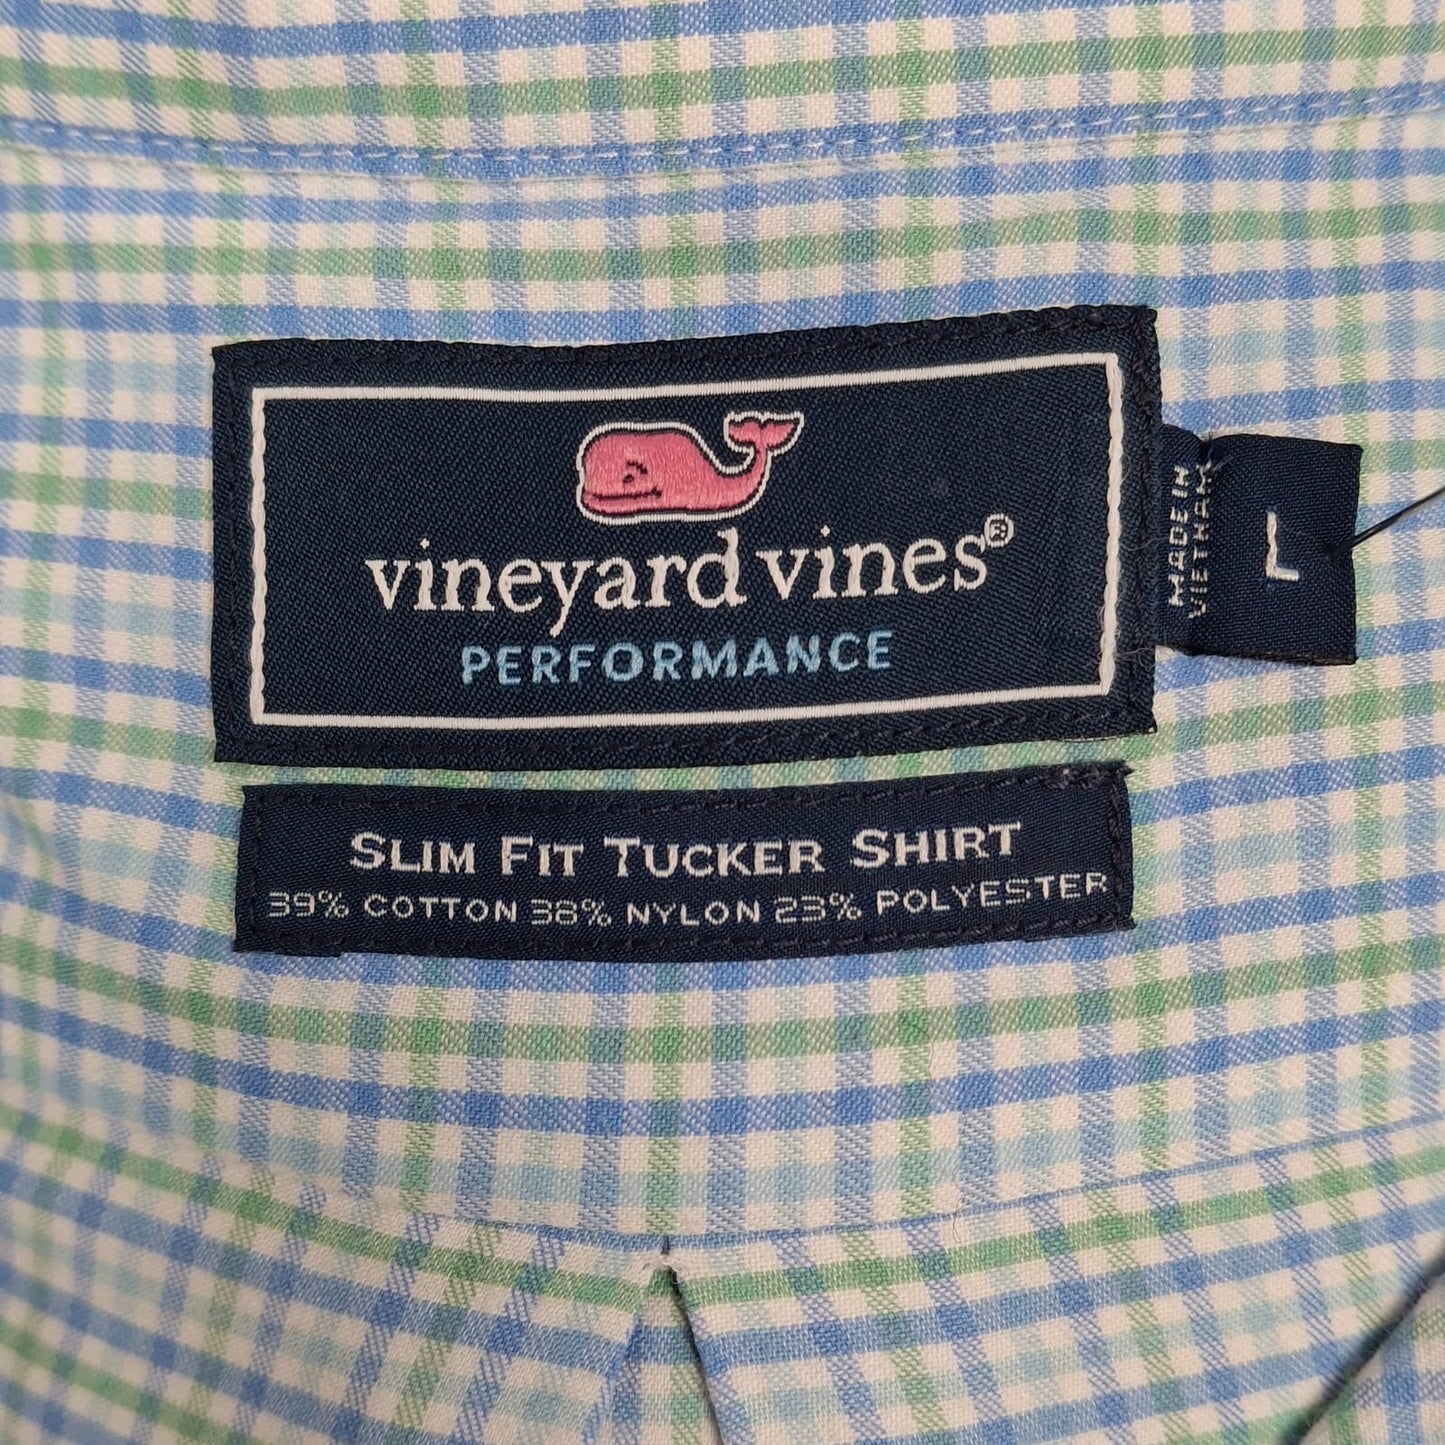 vineyard vines®
PERFORMANCE
MADE IN
VIETNAM
L
SLIM FIT TUCKER SHIRT
39% COTTON 38% NYLON 23% POLYESTER